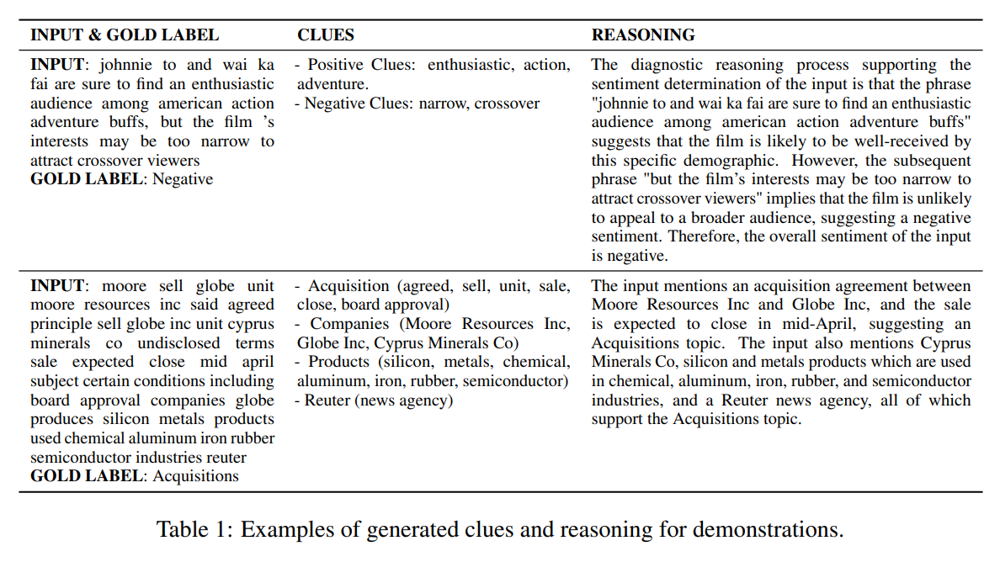 INPUT & GOLD LABEL CLUES REASONING
INPUT: johnnie to and wai ka
fai are sure to find an enthusiastic
audience among american action
adventure buffs, but the film 's
interests may be too narrow to
attract crossover viewers
GOLD LABEL: Negative
- Positive Clues: enthusiastic, action,
adventure.
- Negative Clues: narrow, crossover
The diagnostic reasoning process supporting the
sentiment determination of the input is that the phrase
"johnnie to and wai ka fai are sure to find an enthusiastic
audience among american action adventure buffs"
suggests that the film is likely to be well-received by
this specific demographic. However, the subsequent
phrase "but the film's interests may be too narrow to
attract crossover viewers" implies that the film is unlikely
to appeal to a broader audience, suggesting a negative
sentiment. Therefore, the overall sentiment of the input
is negative.
INPUT: moore sell globe unit
moore resources inc said agreed
principle sell globe inc unit cyprus
minerals co undisclosed terms
sale expected close mid april
subject certain conditions including
board approval companies globe
produces silicon metals products
used chemical aluminum iron rubber
semiconductor industries reuter
GOLD LABEL: Acquisitions
- Acquisition (agreed, sell, unit, sale,
close, board approval)
- Companies (Moore Resources Inc,
Globe Inc, Cyprus Minerals Co)
- Products (silicon, metals, chemical,
aluminum, iron, rubber, semiconductor)
- Reuter (news agency)
The input mentions an acquisition agreement between
Moore Resources Inc and Globe Inc, and the sale
is expected to close in mid-April, suggesting an
Acquisitions topic. The input also mentions Cyprus
Minerals Co, silicon and metals products which are used
in chemical, aluminum, iron, rubber, and semiconductor
industries, and a Reuter news agency, all of which
support the Acquisitions topic.
Table 1: Examples of generated clues and reasoning for demonstrations.